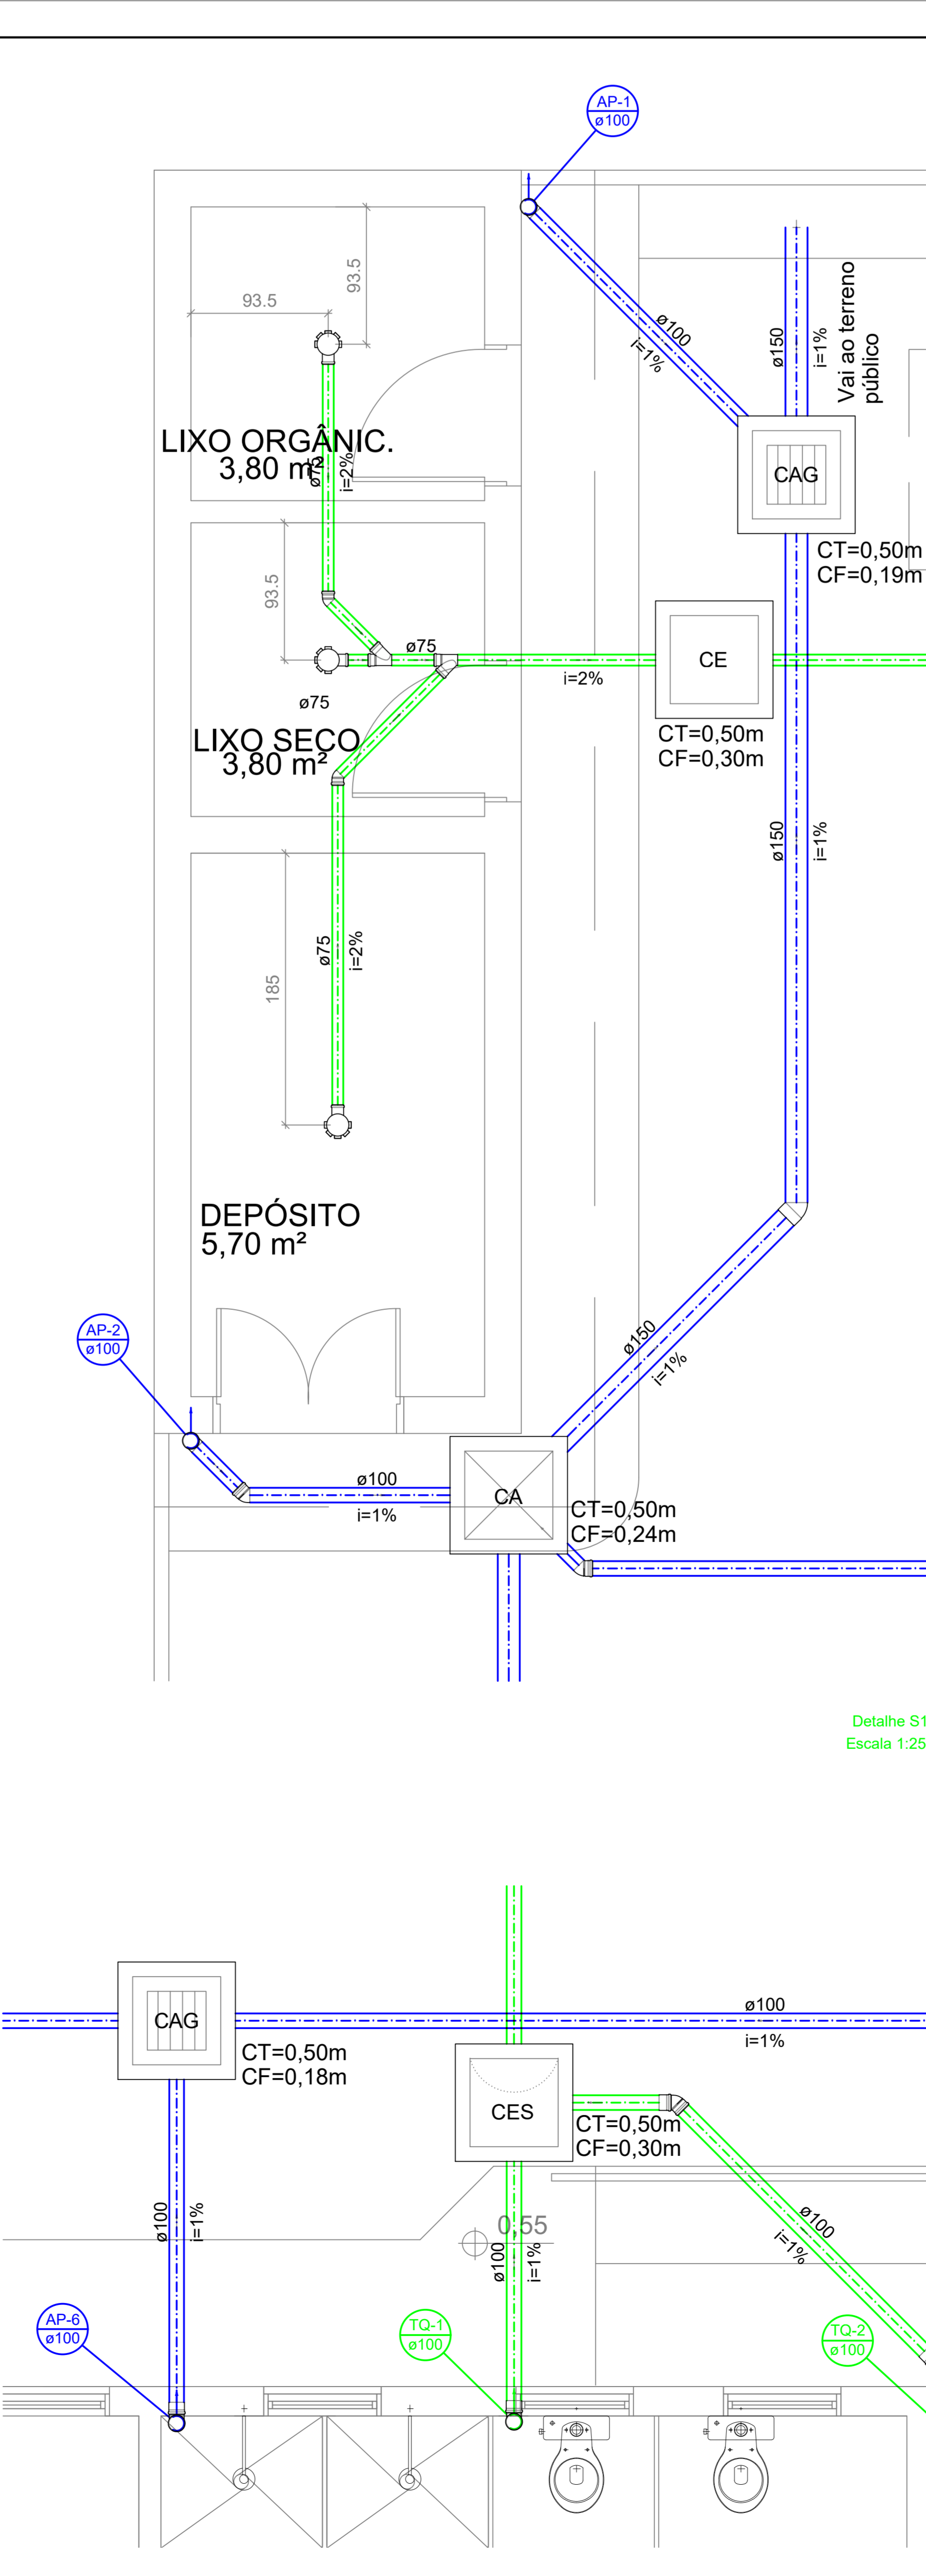 AP-1
ø100
93.5
93.5
ø100
i=1%
ø150
i=1%
Vai ao terreno
público
LIXO ORGÂNIC.
3,80 m²
ø75
i=2%
CAG
CT=0,50m
CF=0,19m
93.5
ø75
ø75
i=2%
CE
CT=0,50m
CF=0,30m
LIXO SECO
3,80 m²
ø150
i=1%
185
ø75
i=2%
DEPÓSITO
5,70 m²
AP-2
ø100
ø150
i=1%
ø100
i=1%
CA
CT=0,50m
CF=0,24m
Detalhe S1
Escala 1:25
CAG
CT=0,50m
CF=0,18m
ø100
i=1%
CES
CT=0,50m
CF=0,30m
ø100
i=1%
0,55
ø100
i=1%
ø100
i=1%
AP-6
ø100
TQ-1
ø100
TQ-2
ø100